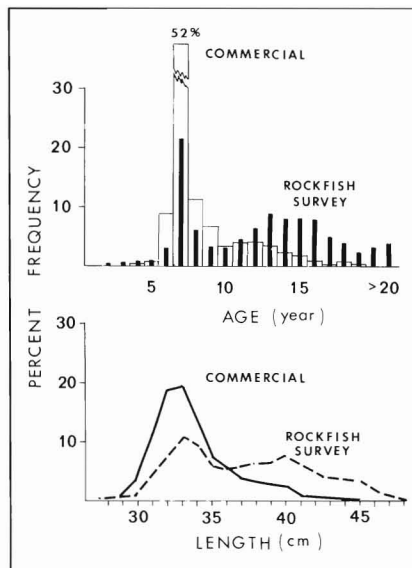 52%
COMMERCIAL
30
20
10
ROCKFISH
SURVEY
5 10 15 >20
AGE (year)
PERCENT FREQUENCY
30
20
10
COMMERCIAL
ROCKFISH
SURVEY
30 35 40 45
LENGTH (cm)